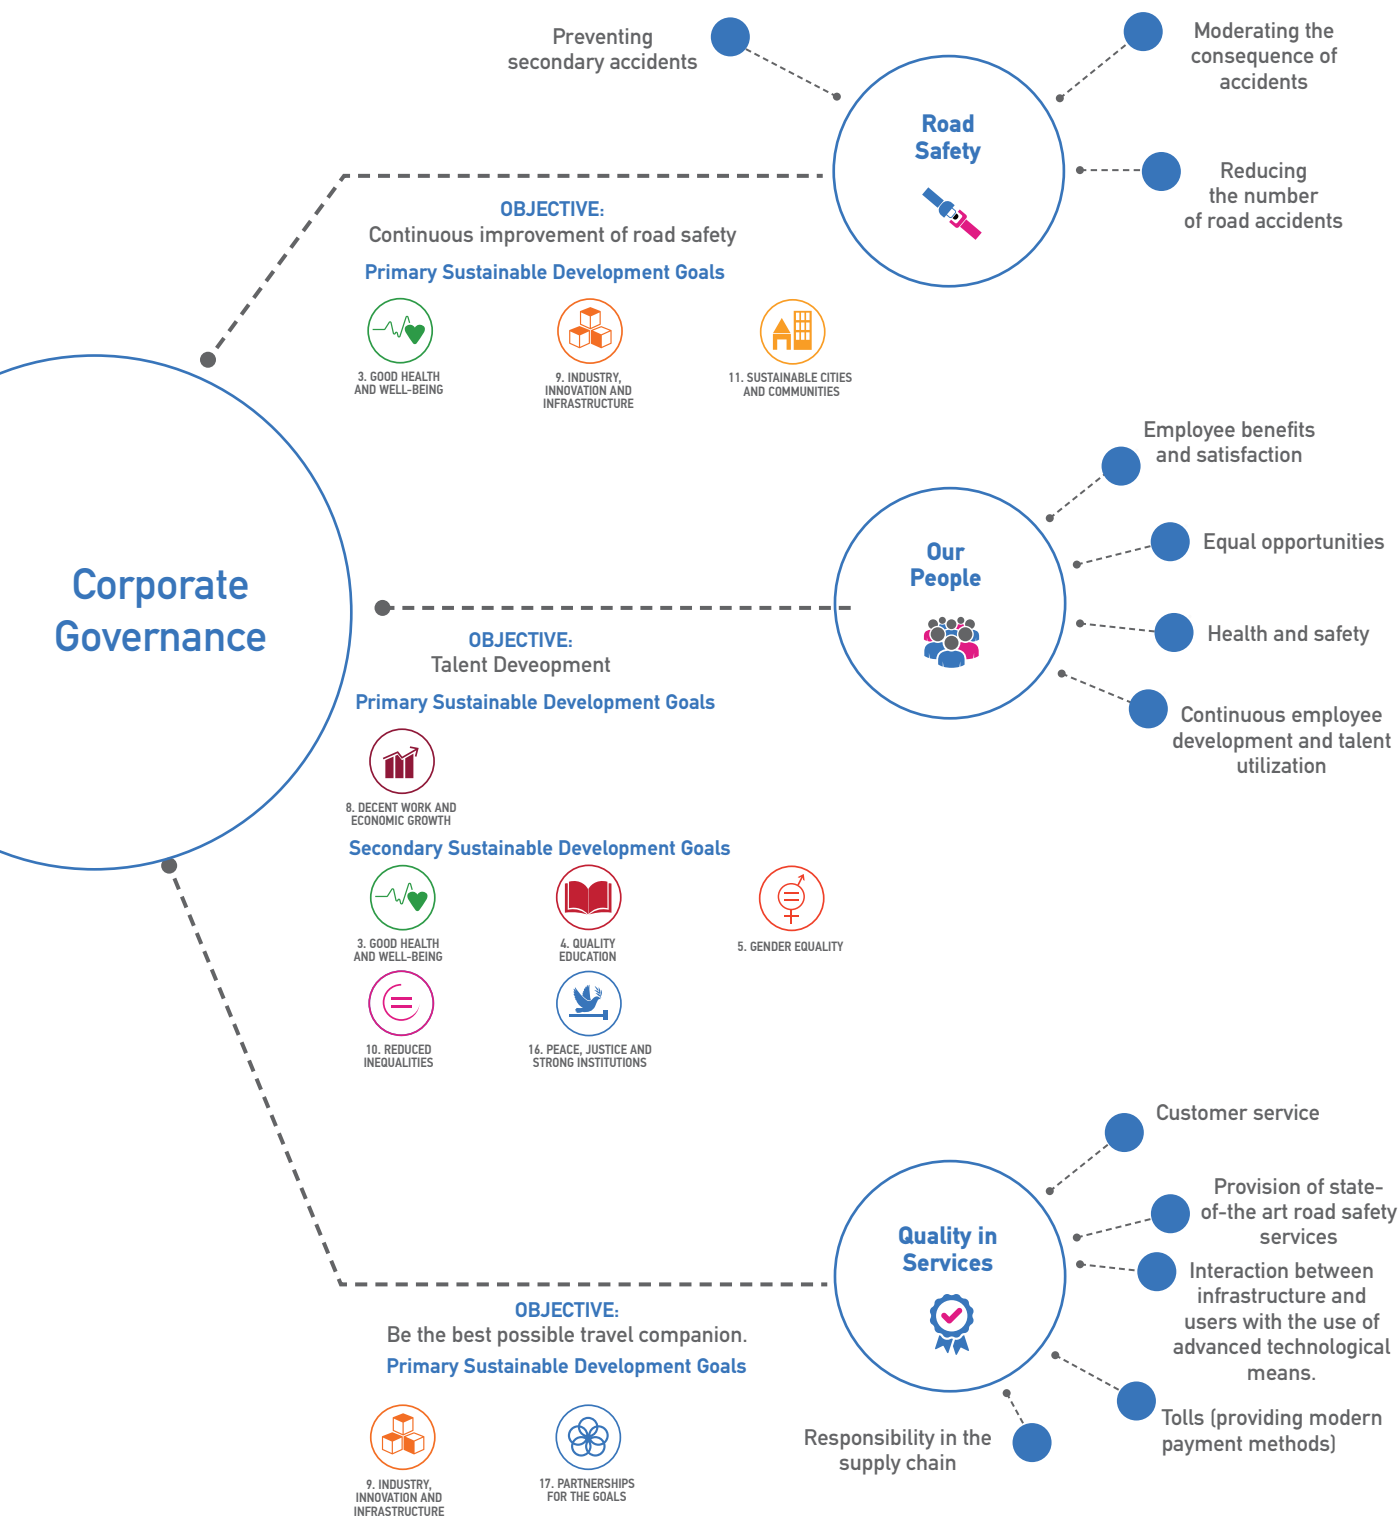 Preventing
secondary accidents
Moderating the
consequence of
accidents
Road
Safety
Reducing
the number
of road accidents
OBJECTIVE:
Continuous improvement of road safety
Primary Sustainable Development Goals
3. GOOD HEALTH
AND WELL-BEING
9. INDUSTRY,
INNOVATION AND
INFRASTRUCTURE
11. SUSTAINABLE CITIES
AND COMMUNITIES
Corporate
Governance
Employee benefits
and satisfaction
Our
People
Equal opportunities
Health and safety
Continuous employee
development and talent
utilization
OBJECTIVE:
Talent Deveopment
Primary Sustainable Development Goals
8. DECENT WORK AND
ECONOMIC GROWTH
Secondary Sustainable Development Goals
3. GOOD HEALTH
AND WELL-BEING
4. QUALITY
EDUCATION
5. GENDER EQUALITY
10. REDUCED
INEQUALITIES
16. PEACE, JUSTICE AND
STRONG INSTITUTIONS
Customer service
Provision of state-
of-the art road safety
services
Quality in
Services
Interaction between
infrastructure and
users with the use of
advanced technological
means.
OBJECTIVE:
Be the best possible travel companion.
Primary Sustainable Development Goals
Tolls (providing modern
payment methods)
Responsibility in the
supply chain
9. INDUSTRY,
INNOVATION AND
INFRASTRUCTURE
17. PARTNERSHIPS
FOR THE GOALS